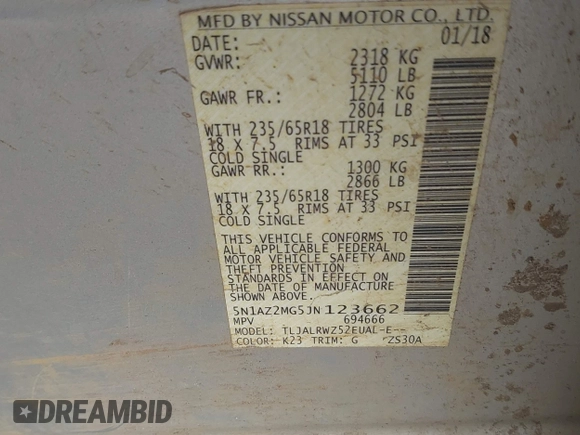 MFD BY NISSAN MOTOR CO., LTD.
DATE: 01/18
GVWR: 2318 KG
5110 LB
GAWR FR.: 1272 KG
2804 LB
WITH 235/65R18 TIRES
18 X 7.5 RIMS AT 33 PSI
COLD SINGLE
GAWR RR.: 1300 KG
2866 LB
WITH 235/65R18 TIRES
18 X 7.5 RIMS AT 33 PSI
COLD SINGLE
THIS VEHICLE CONFORMS TO
ALL APPLICABLE FEDERAL
MOTOR VEHICLE SAFETY AND
THEFT PREVENTION
STANDARDS IN EFFECT ON
THE DATE OF MANUFACTURE
SHOWN ABOVE.
5N1AZ2MG5JN123662
MPV 694666
MODEL: TLJALRWZ52EUAL-E--
COLOR: K23 TRIM: G ZS30A
DREAMBID